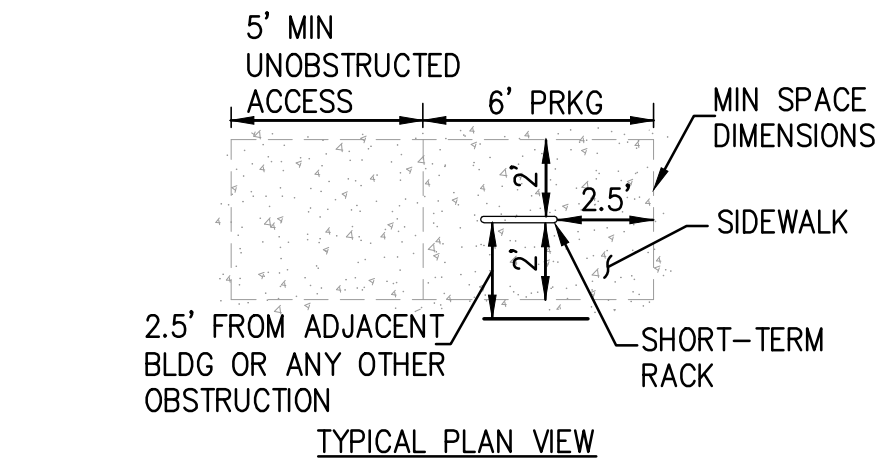 5' MIN
UNOBSTRUCTED
ACCESS
6' PRKG
MIN SPACE
DIMENSIONS
2'
2.5'
SIDEWALK
2'
2.5' FROM ADJACENT
BLDG OR ANY OTHER
OBSTRUCTION
SHORT-TERM
RACK
TYPICAL PLAN VIEW